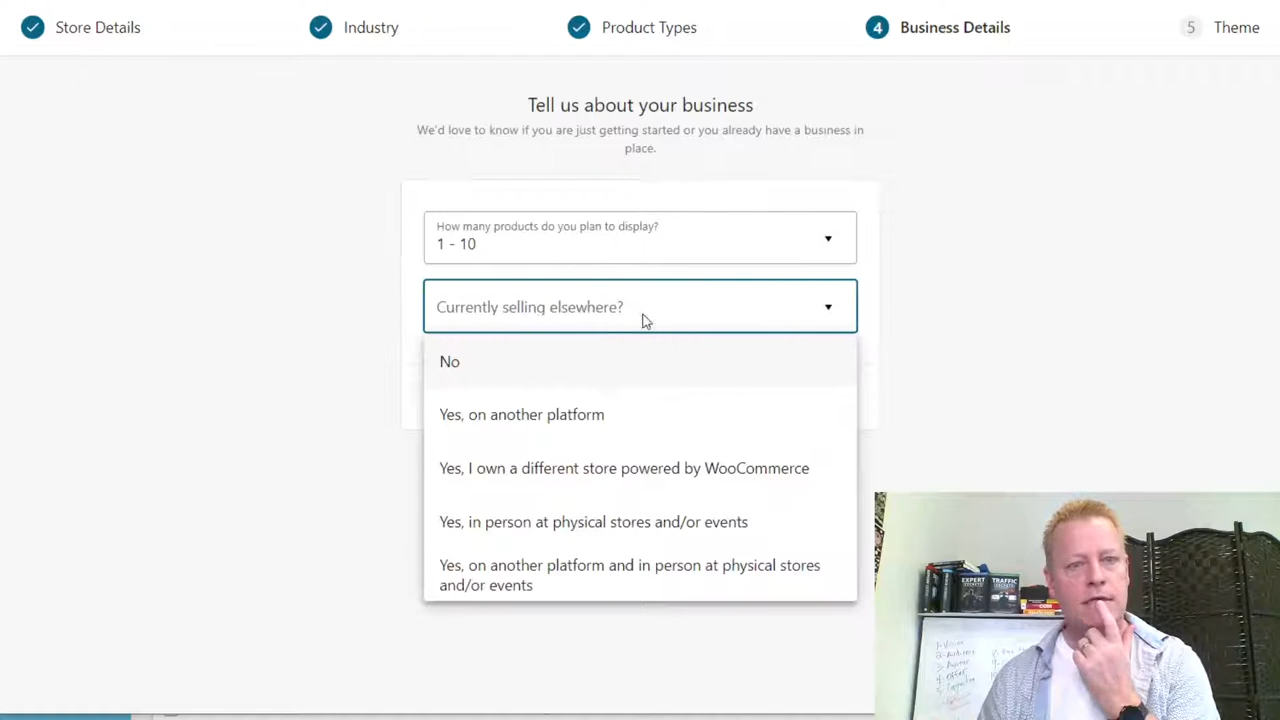 Store Details
Industry
Product Types
4 Business Details
5 Theme
Tell us about your business
We'd love to know if you are just getting started or you already have a business in
place.
How many products do you plan to display?
1 - 10
Currently selling elsewhere?
No
Yes, on another platform
Yes, I own a different store powered by WooCommerce
Yes, in person at physical stores and/or events
Yes, on another platform and in person at physical stores
and/or events
EXPERT
SECRETS
TRAFFIC
SECRETS